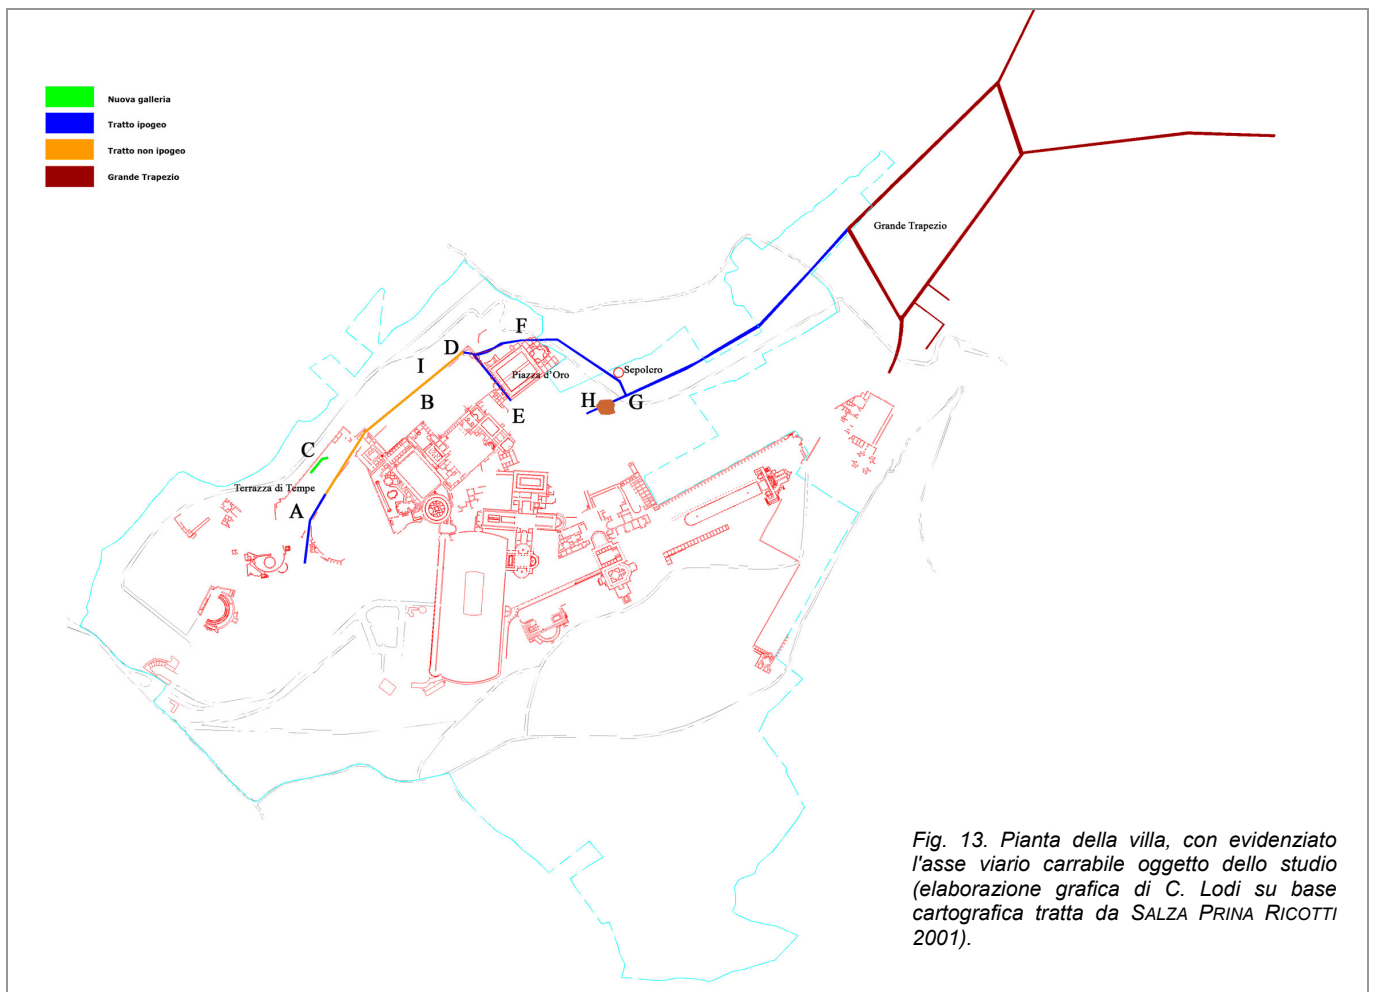 Nuova galleria
Tratto ipogeo
Tratto non ipogeo
Grande Trapezio
Grande Trapezio
F
D
I
Piazza d'Oro
Sepolcro
B
E
H
G
C
Terrazza di Tempe
A
Fig. 13. Pianta della villa, con evidenziato
l'asse viario carrabile oggetto dello studio
(elaborazione grafica di C. Lodi su base
cartografica tratta da SALZA PRINA RICOTTI
2001).